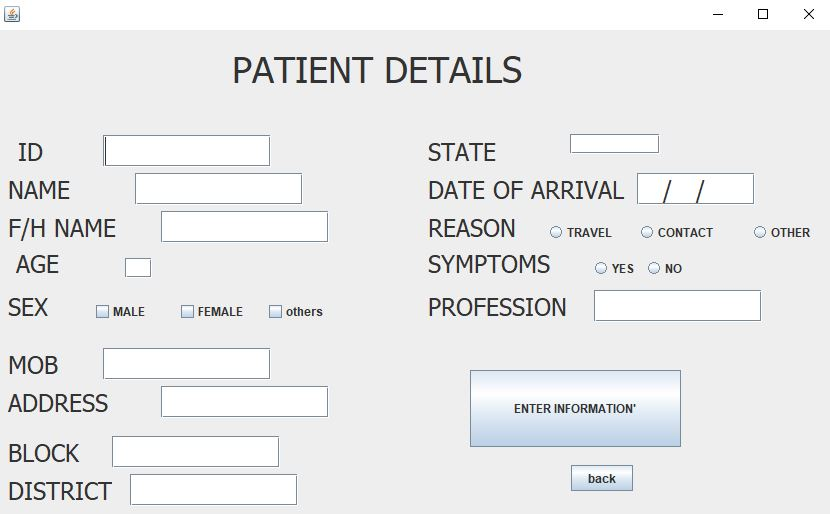 PATIENT DETAILS
ID
NAME
F/H NAME
AGE
SEX MALE FEMALE others
MOB
ADDRESS
BLOCK
DISTRICT
STATE
DATE OF ARRIVAL / /
REASON TRAVEL CONTACT OTHER
SYMPTOMS YES NO
PROFESSION
ENTER INFORMATION'
back